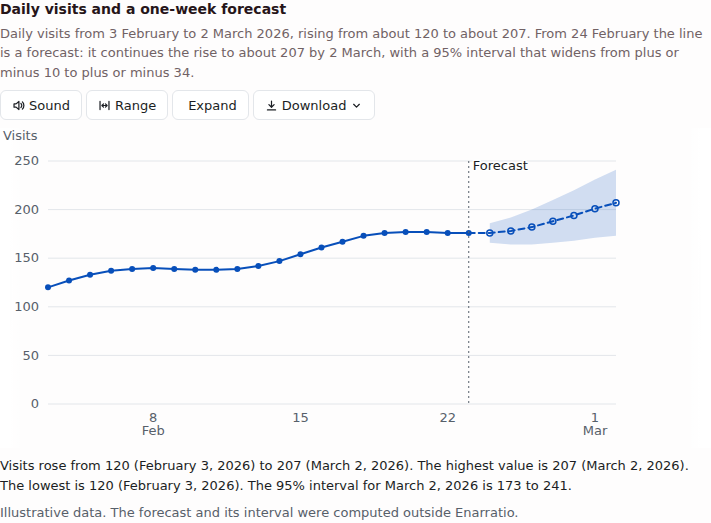 Daily visits and a one-week forecast
Daily visits from 3 February to 2 March 2026, rising from about 120 to about 207. From 24 February the line
is a forecast: it continues the rise to about 207 by 2 March, with a 95% interval that widens from plus or
minus 10 to plus or minus 34.
Sound Range Expand Download
Visits
250
Forecast
200
150
100
50
0
8 15 22 1
Feb Mar
Visits rose from 120 (February 3, 2026) to 207 (March 2, 2026). The highest value is 207 (March 2, 2026).
The lowest is 120 (February 3, 2026). The 95% interval for March 2, 2026 is 173 to 241.
Illustrative data. The forecast and its interval were computed outside Enarratio.